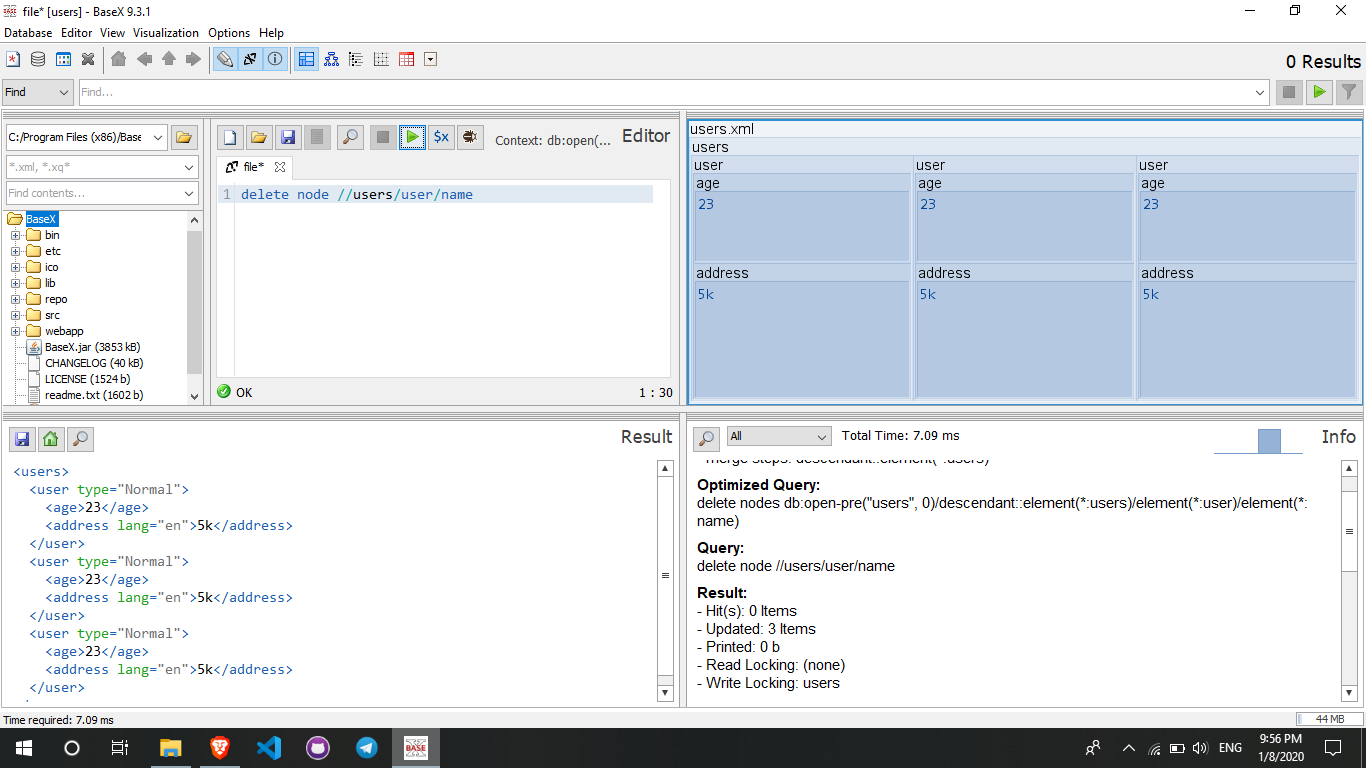 file* [users] - BaseX 9.3.1
Database Editor View Visualization Options Help
0 Results
Find
Find...
C:/Program Files (x86)/Base
*.xml, *.xq*
Find contents...
BaseX
bin
etc
ico
lib
repo
src
webapp
BaseX.jar (3853 kB)
CHANGELOG (40 kB)
LICENSE (1524 b)
readme.txt (1602 b)
$x
Context: db:open(...
Editor
file*
1 delete node //users/user/name
OK
1 : 30
users.xml
users
user user user
age age age
23 23 23
address address address
5k 5k 5k
Result
<users>
<user type="Normal">
<age>23</age>
<address lang="en">5k</address>
</user>
<user type="Normal">
<age>23</age>
<address lang="en">5k</address>
</user>
<user type="Normal">
<age>23</age>
<address lang="en">5k</address>
</user>
All
Total Time: 7.09 ms
Info
- merge steps: descendant::element(*:users)
Optimized Query:
delete nodes db:open-pre("users", 0)/descendant::element(*:users)/element(*:user)/element(*:
name)
Query:
delete node //users/user/name
Result:
- Hit(s): 0 Items
- Updated: 3 Items
- Printed: 0 b
- Read Locking: (none)
- Write Locking: users
Time required: 7.09 ms
44 MB
BASE
ENG
9:56 PM
1/8/2020